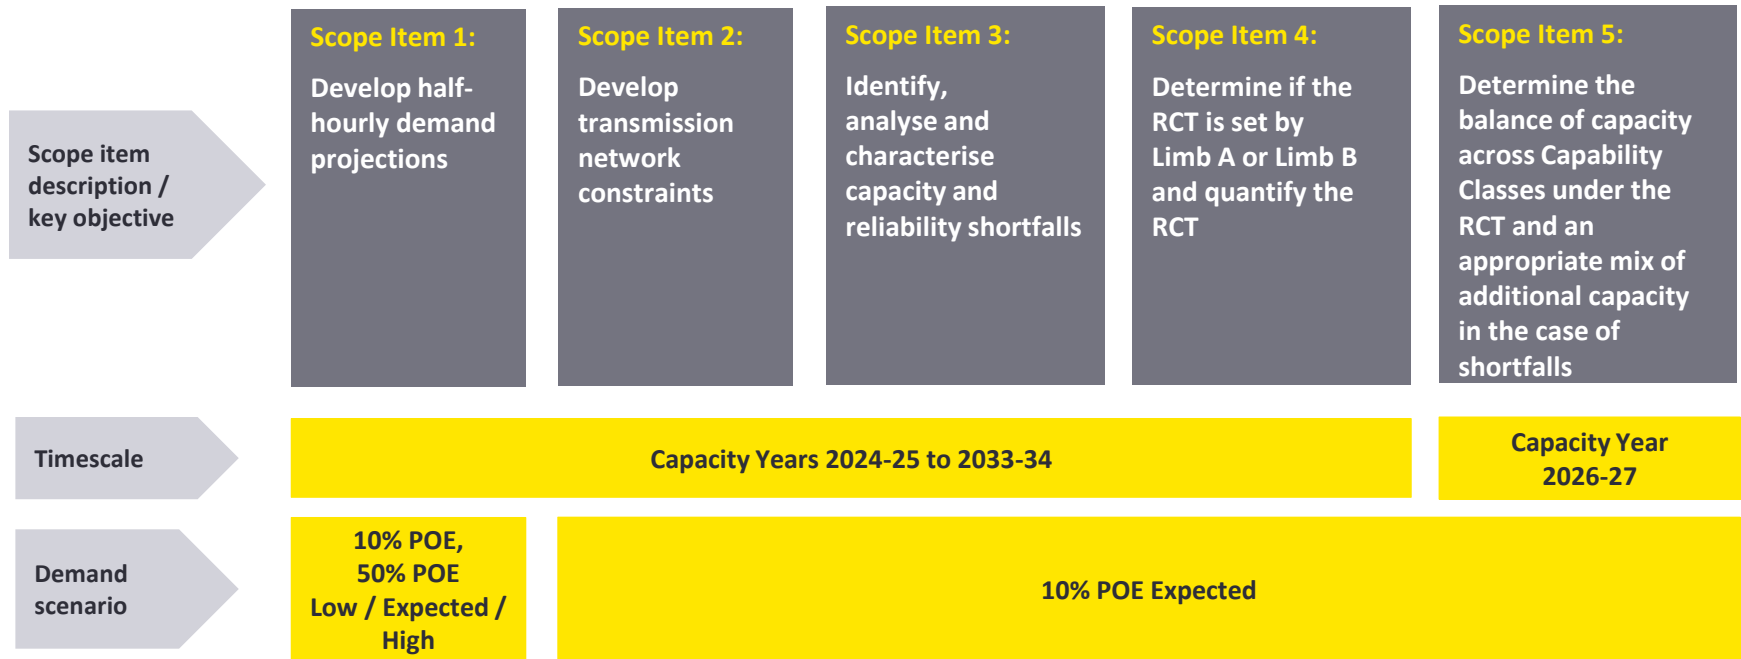 Scope item
description /
key objective
Scope Item 1:
Develop half-
hourly demand
projections
Scope Item 2:
Develop
transmission
network
constraints
Scope Item 3:
Identify,
analyse and
characterise
capacity and
reliability shortfalls
Scope Item 4:
Determine if the
RCT is set by
Limb A or Limb B
and quantify the
RCT
Scope Item 5:
Determine the
balance of capacity
across Capability
Classes under the
RCT and an
appropriate mix of
additional capacity
in the case of
shortfalls
Timescale
Capacity Years 2024-25 to 2033-34
Capacity Year
2026-27
Demand
scenario
10% POE,
50% POE
Low / Expected /
High
10% POE Expected